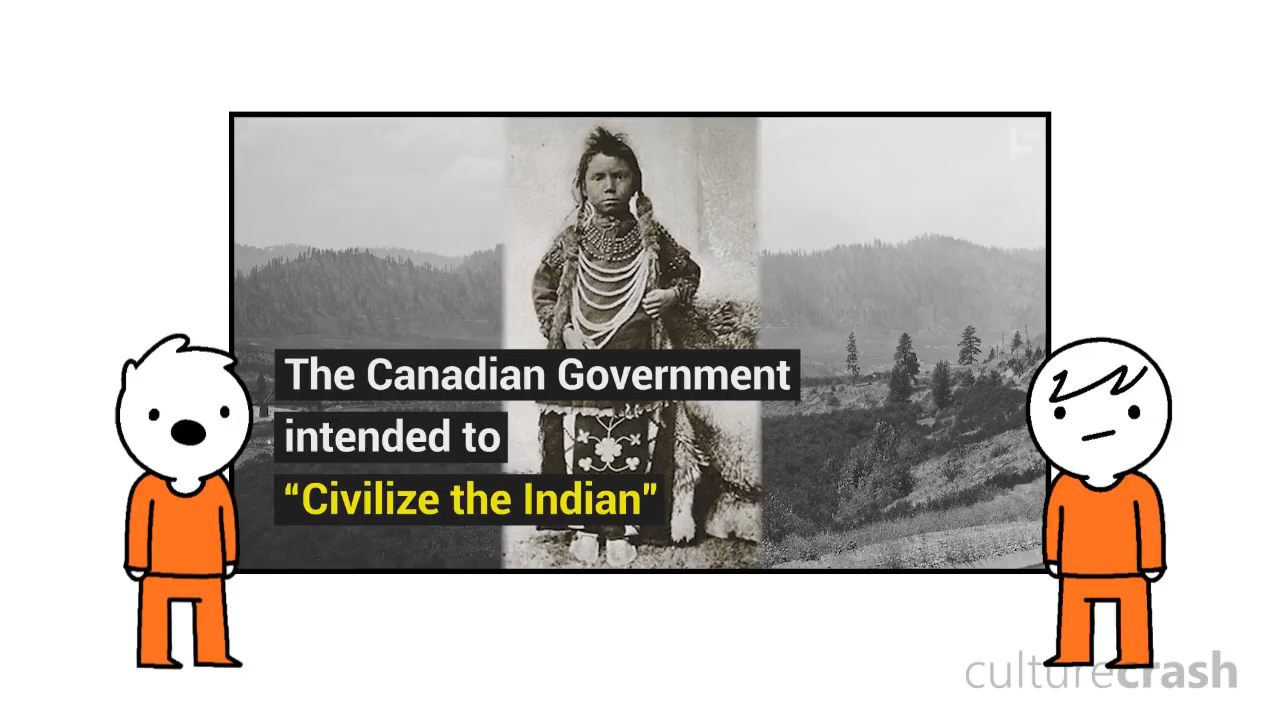 The Canadian Government
intended to
“Civilize the Indian”
culturecrash